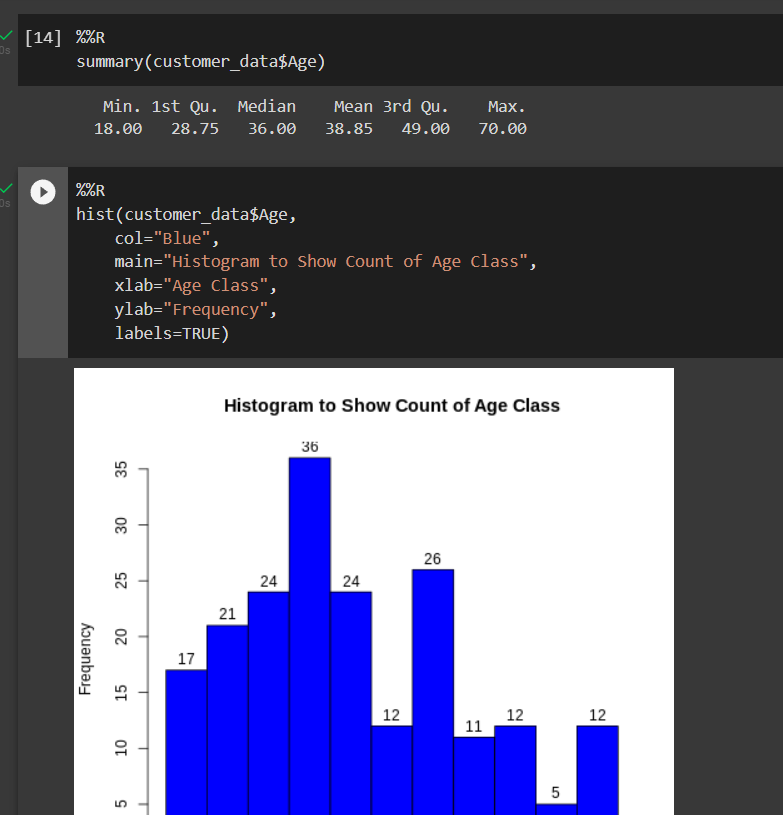 [14] %%R
summary(customer_data$Age)
0s
Min. 1st Qu. Median Mean 3rd Qu. Max.
18.00 28.75 36.00 38.85 49.00 70.00
%%R
0s
hist(customer_data$Age,
col="Blue",
main="Histogram to Show Count of Age Class",
xlab="Age Class",
ylab="Frequency",
labels=TRUE)
Histogram to Show Count of Age Class
36
35
30
26
24 24
25
21
20
17
Frequency
15
12 12 12
11
10
5
5